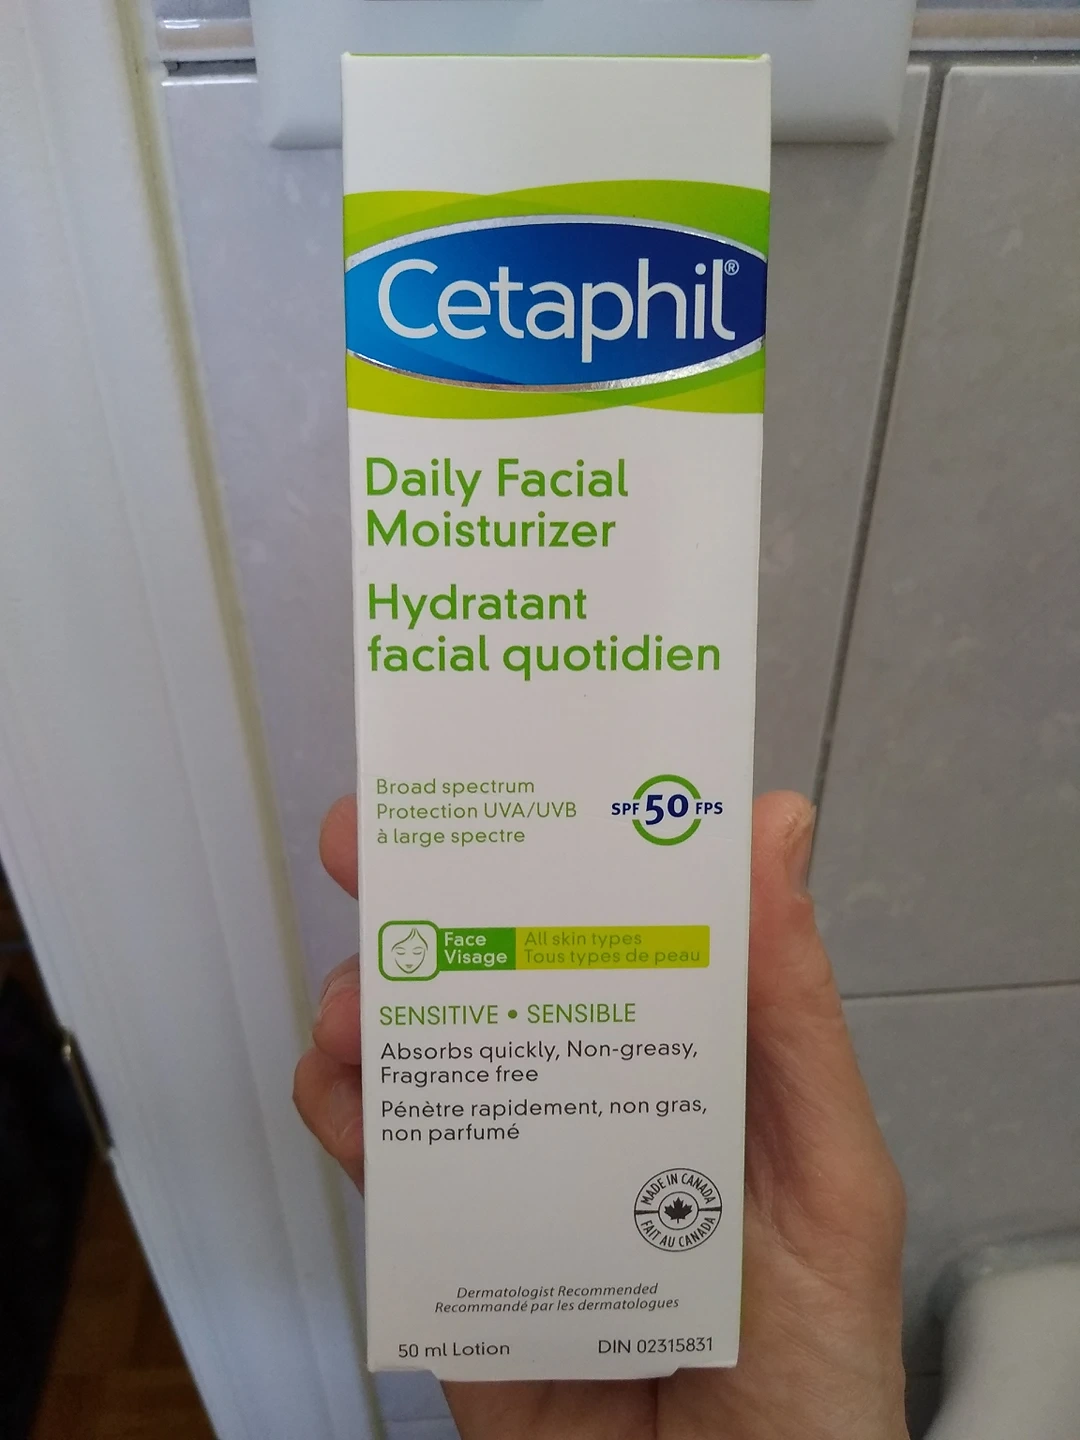 Cetaphil®
Daily Facial
Moisturizer
Hydratant
facial quotidien
Broad spectrum
Protection UVA/UVB
à large spectre
SPF 50 FPS
Face
Visage
All skin types
Tous types de peau
SENSITIVE • SENSIBLE
Absorbs quickly, Non-greasy,
Fragrance free
Pénètre rapidement, non gras,
non parfumé
MADE IN CANADA
FAIT AU CANADA
Dermatologist Recommended
Recommandé par les dermatologues
50 ml Lotion
DIN 02315831